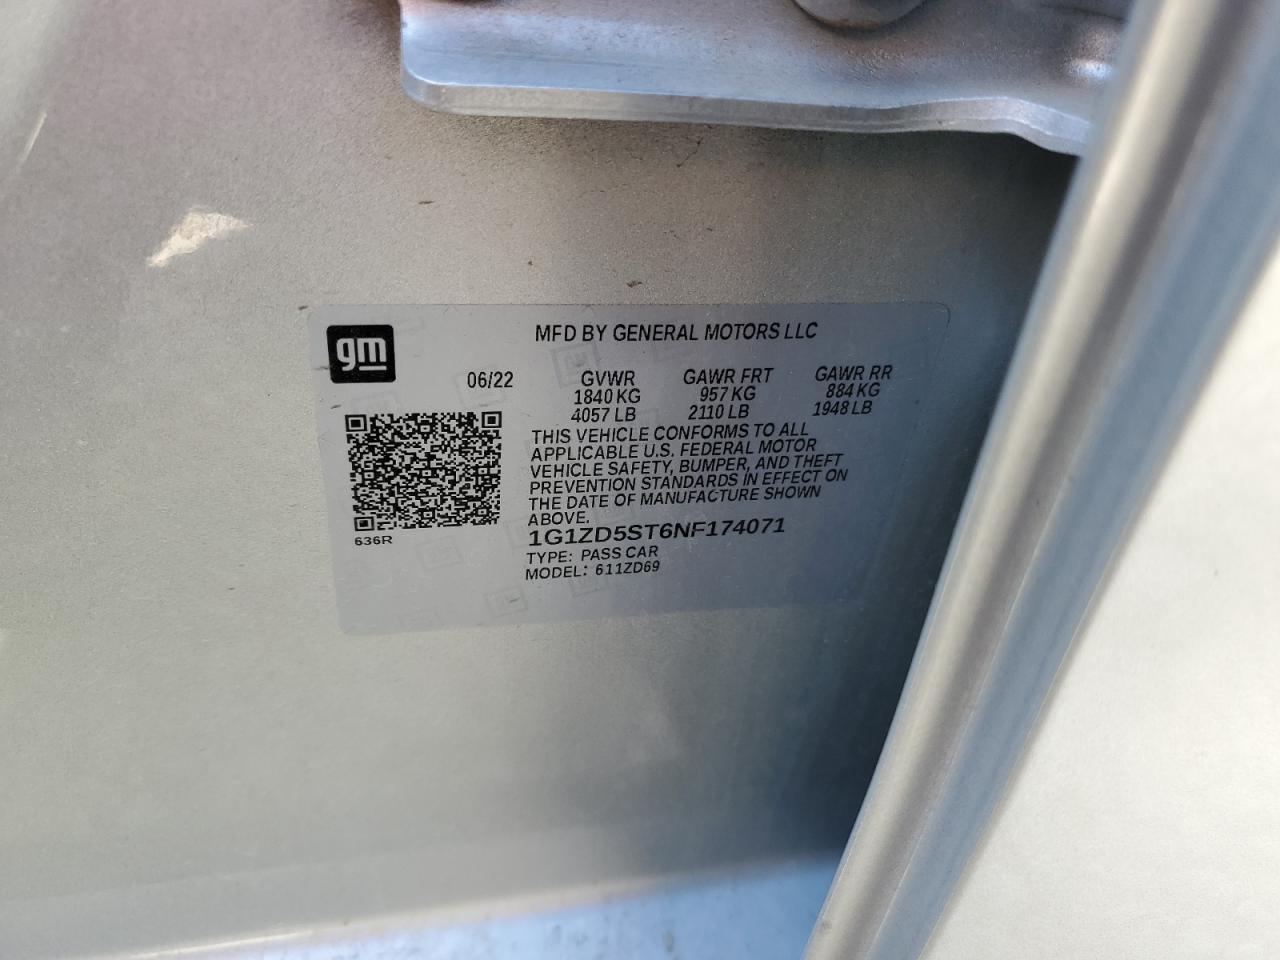 gm
MFD BY GENERAL MOTORS LLC
06/22 GVWR GAWR FRT GAWR RR
1840 KG 957 KG 884 KG
4057 LB 2110 LB 1948 LB
THIS VEHICLE CONFORMS TO ALL
APPLICABLE U.S. FEDERAL MOTOR
VEHICLE SAFETY, BUMPER, AND THEFT
PREVENTION STANDARDS IN EFFECT ON
THE DATE OF MANUFACTURE SHOWN
ABOVE.
636R
1G1ZD5ST6NF174071
TYPE: PASS CAR
MODEL: 611ZD69